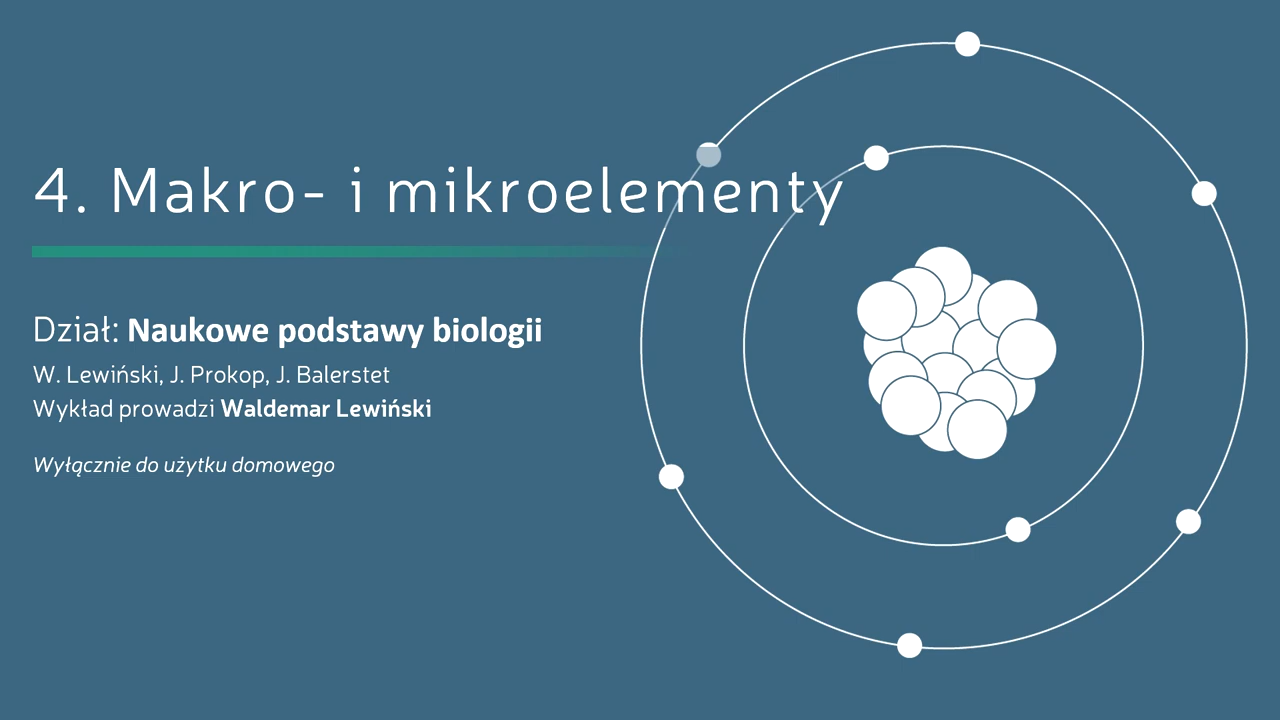 4. Makro- i mikroelementy
Dział: Naukowe podstawy biologii
W. Lewiński, J. Prokop, J. Balerstet
Wykład prowadzi Waldemar Lewiński
Wyłącznie do użytku domowego